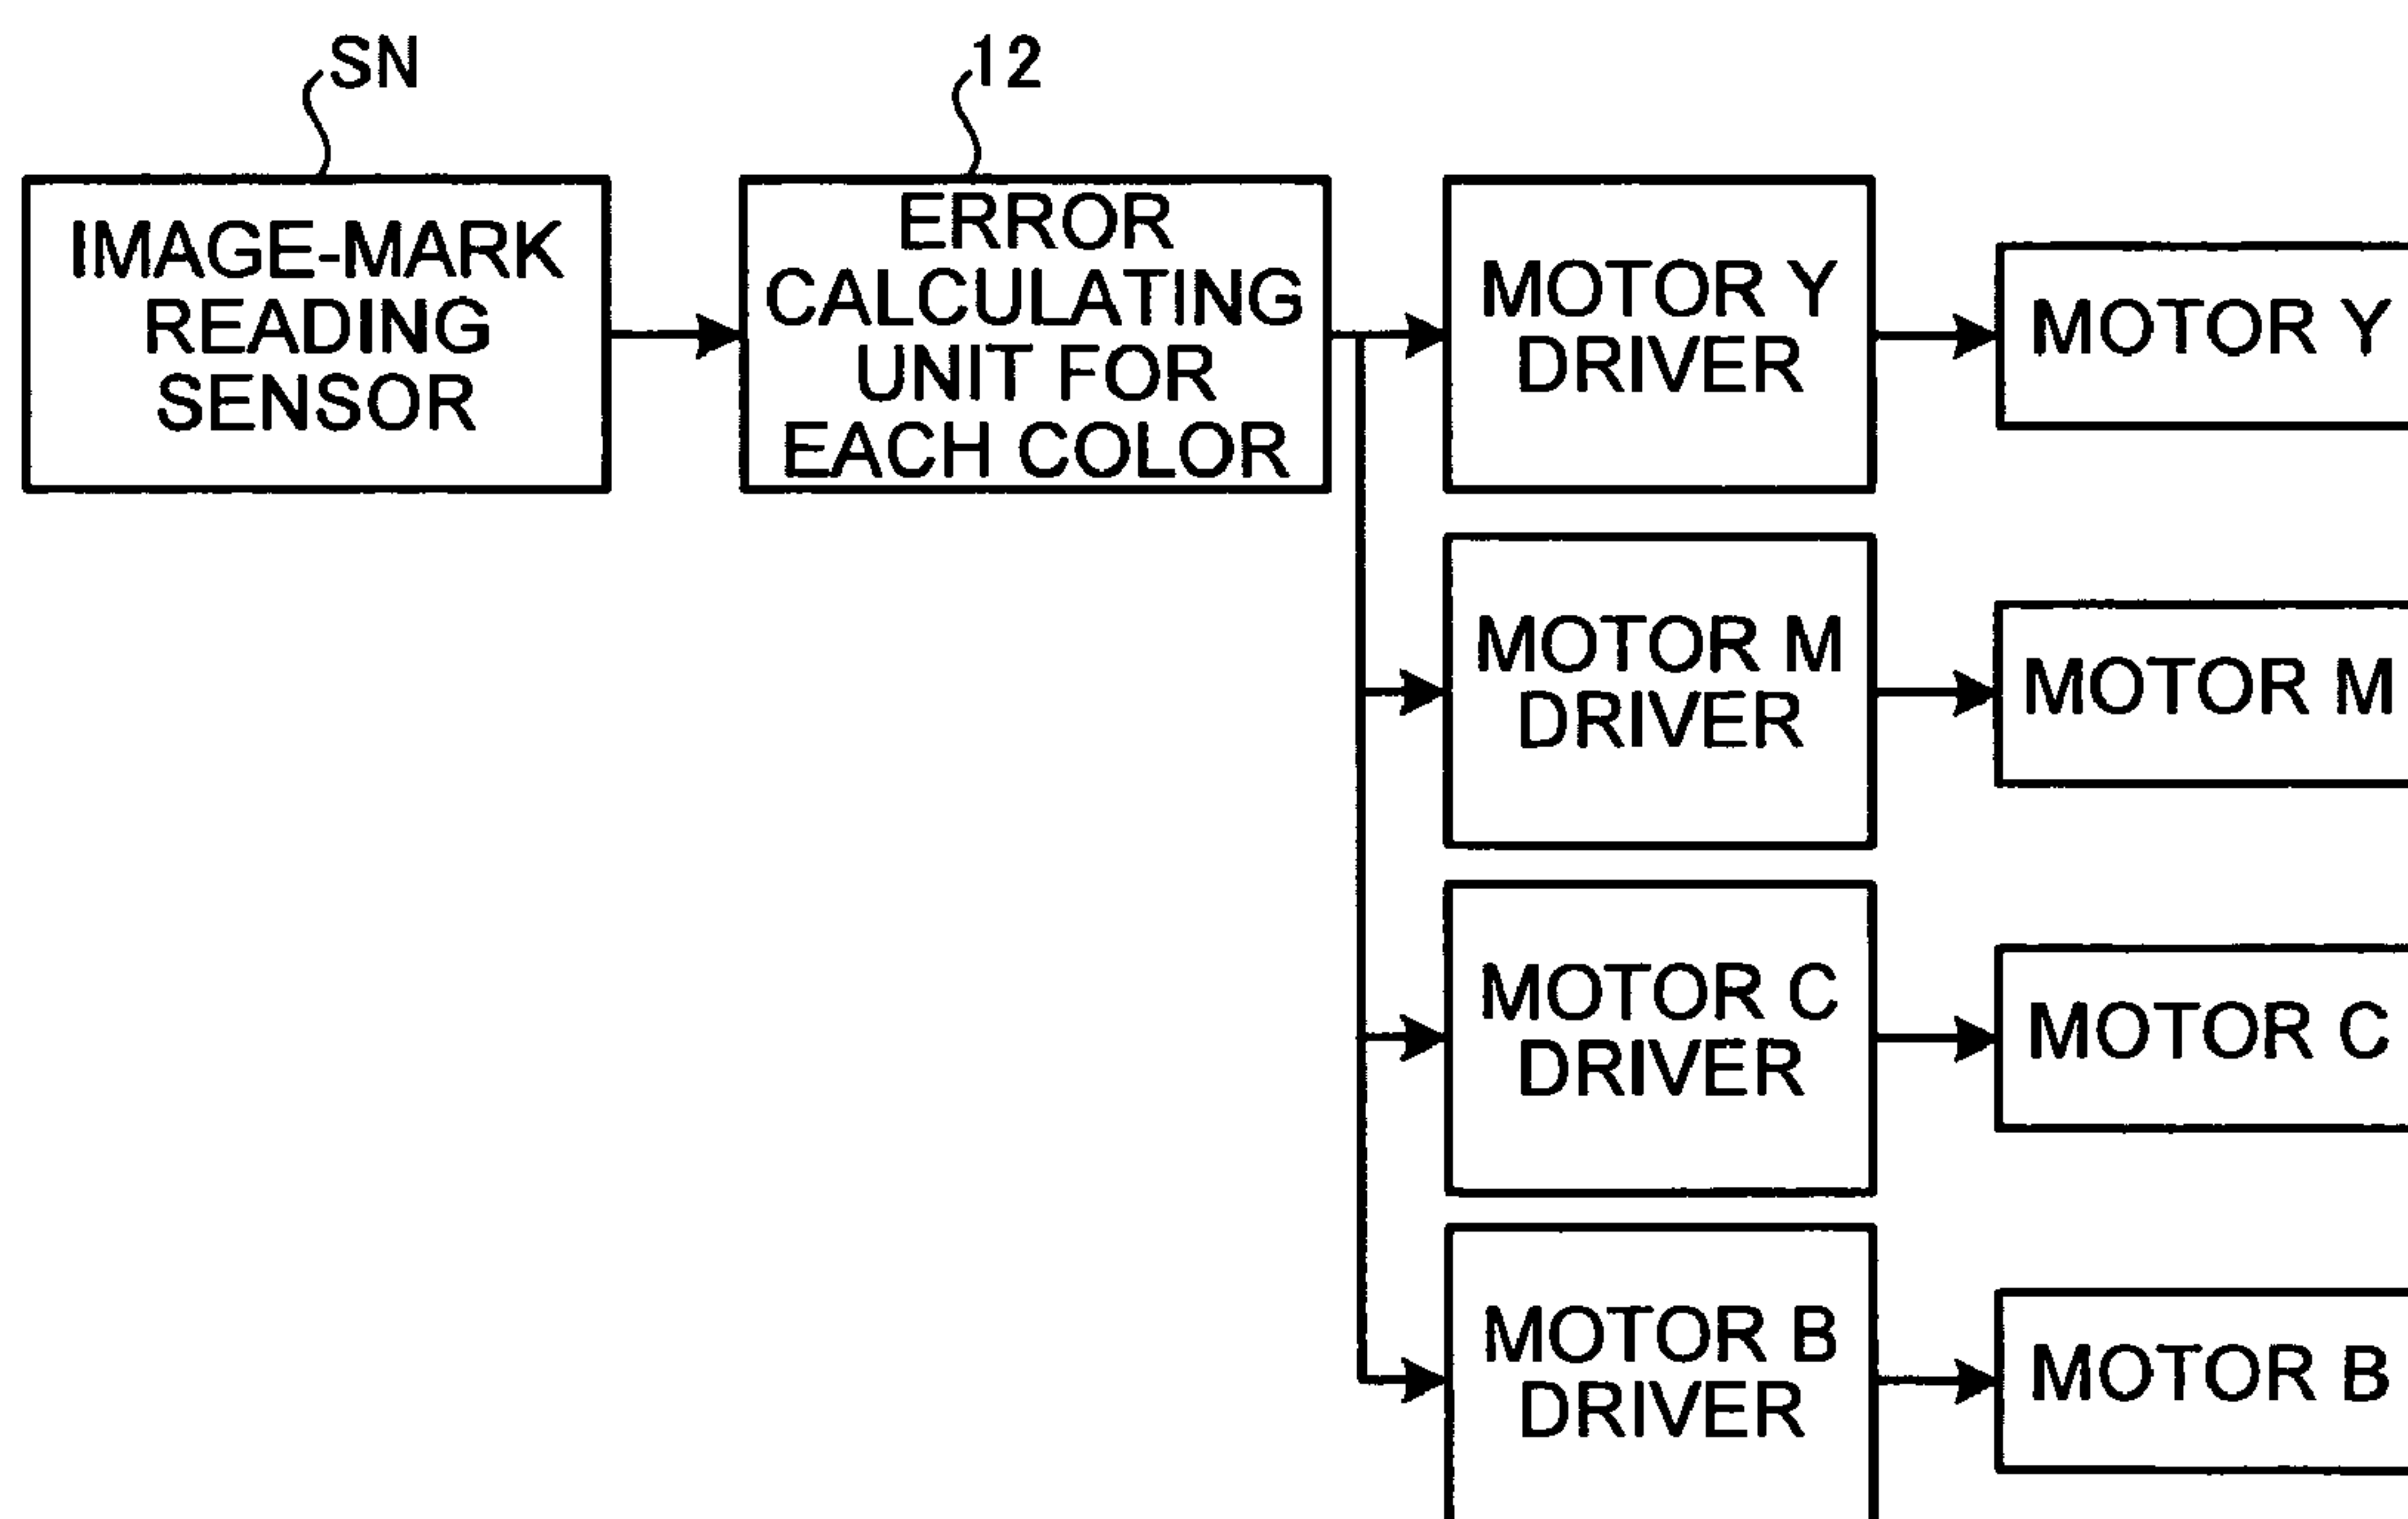 SN
12
IMAGE-MARK
READING
SENSOR
ERROR
CALCULATING
UNIT FOR
EACH COLOR
MOTOR Y
DRIVER
MOTOR Y
MOTOR M
DRIVER
MOTOR M
MOTOR C
DRIVER
MOTOR C
MOTOR B
DRIVER
MOTOR B